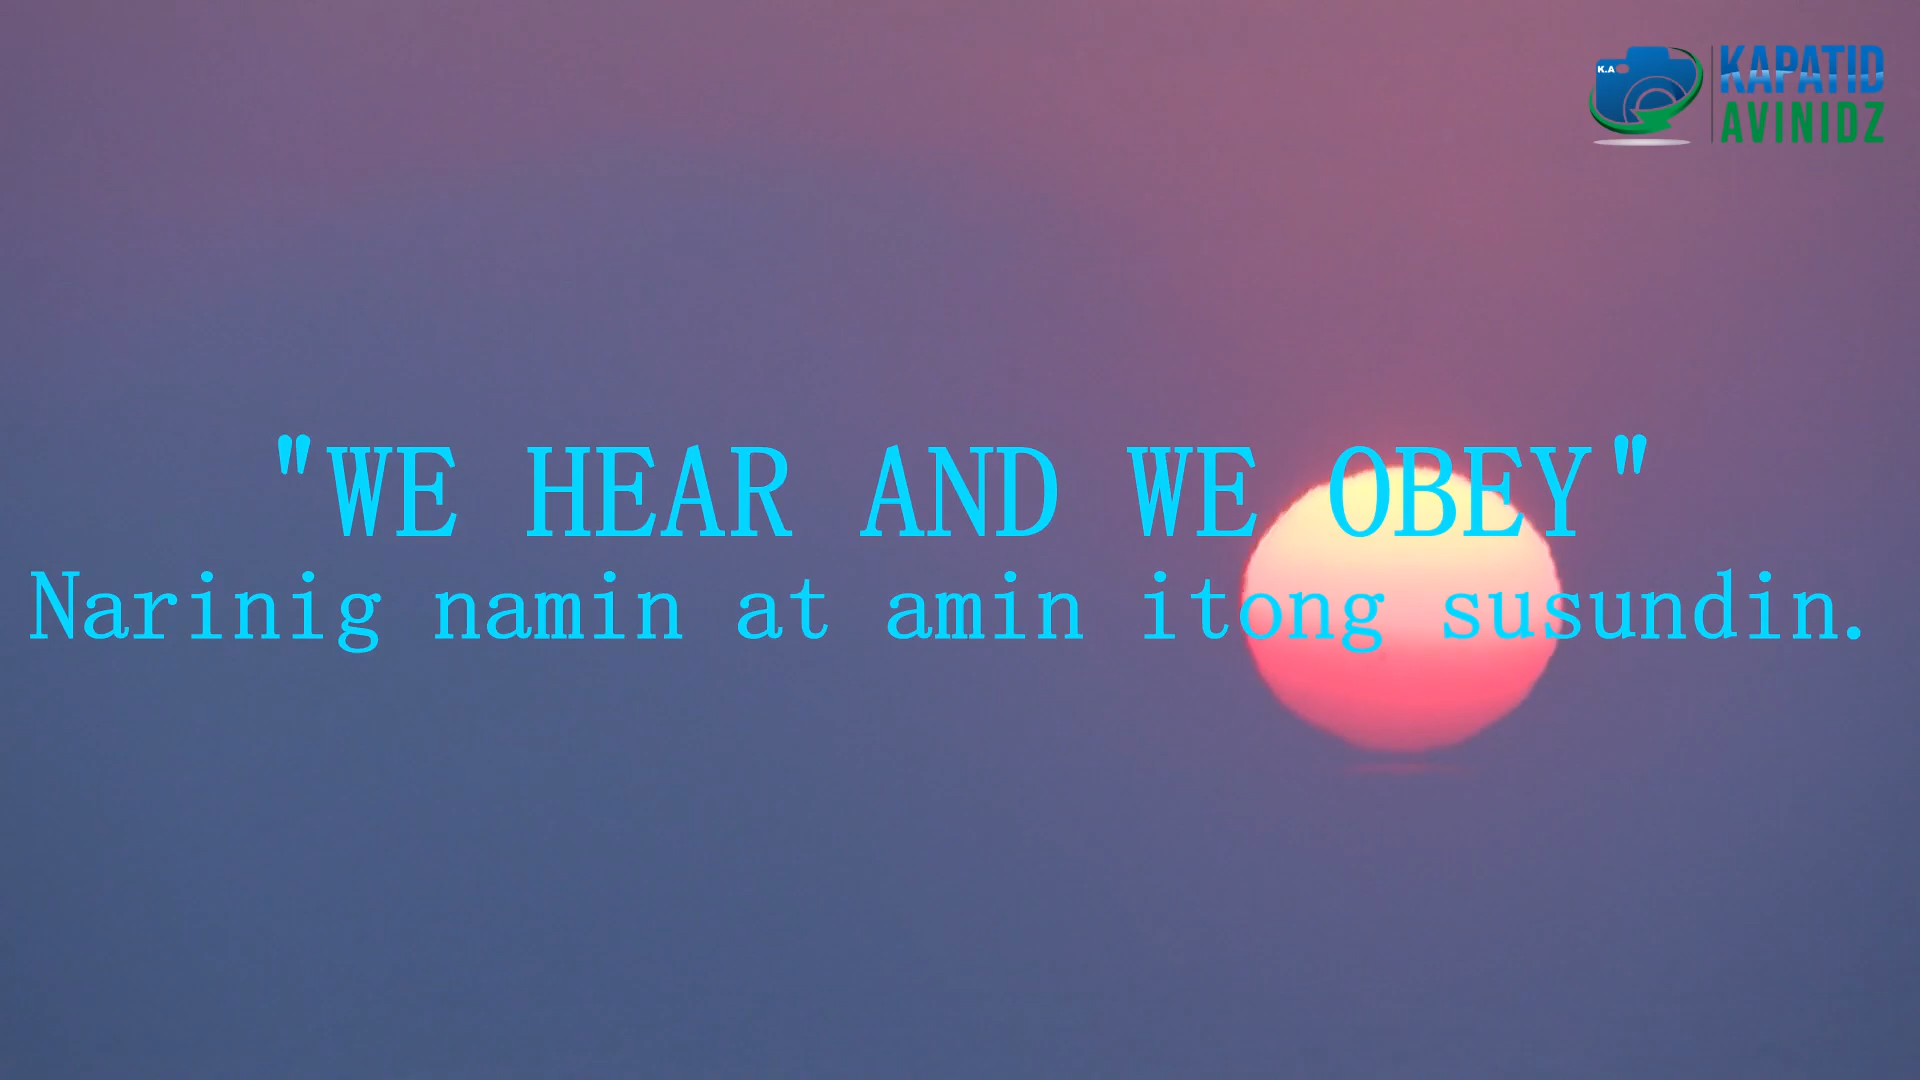 K.A
KAPATID
AVINIDZ
"WE HEAR AND WE OBEY"
Narinig namin at amin itong susundin.